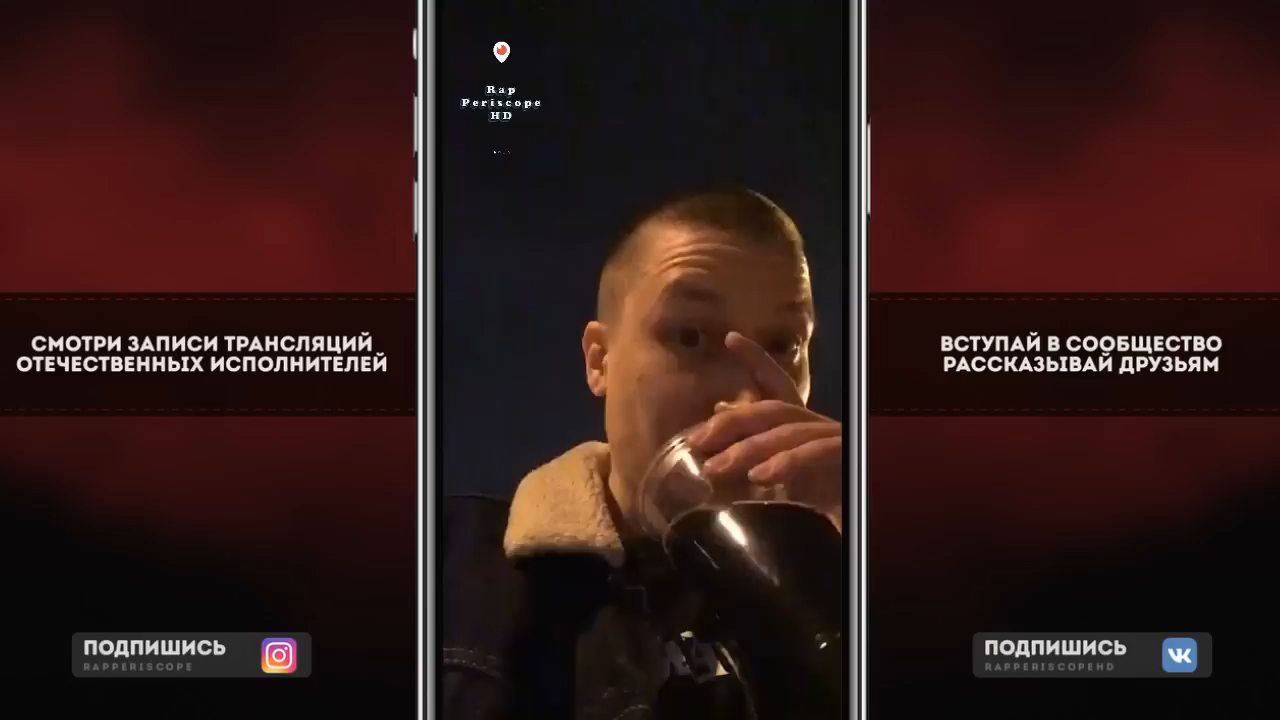 Rap
Periscope
HD
СМОТРИ ЗАПИСИ ТРАНСЛЯЦИЙ
ОТЕЧЕСТВЕННЫХ ИСПОЛНИТЕЛЕЙ
ВСТУПАЙ В СООБЩЕСТВО
РАССКАЗЫВАЙ ДРУЗЬЯМ
ПОДПИШИСЬ
RAPPERISCOPE
ПОДПИШИСЬ
RAPPERISCOPEHD